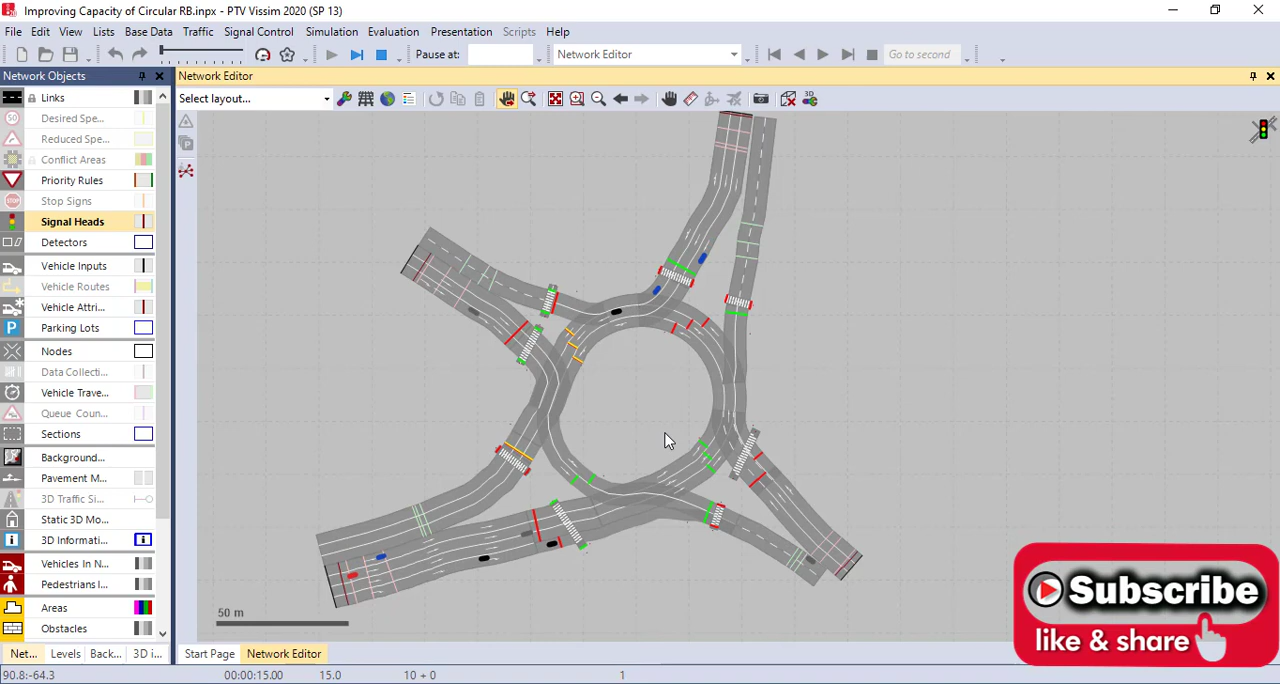 Improving Capacity of Circular RB.inpx - PTV Vissim 2020 (SP 13)
File Edit View Lists Base Data Traffic Signal Control Simulation Evaluation Presentation Scripts Help
Pause at: Network Editor Go to second
Network Objects
Network Editor
Select layout...
Links
Desired Spe...
Reduced Spe...
Conflict Areas
Priority Rules
Stop Signs
Signal Heads
Detectors
Vehicle Inputs
Vehicle Routes
Vehicle Attri...
Parking Lots
Nodes
Data Collecti...
Vehicle Trave...
Queue Coun...
Sections
Background...
Pavement M...
3D Traffic Si...
Static 3D Mo...
3D Informati...
Vehicles In N...
Pedestrians I...
Areas
Obstacles
50 m
Subscribe
like & share
Net... Levels Back... 3D i...
Start Page Network Editor
90.8:-64.3 00:00:15.00 15.0 10 + 0 1